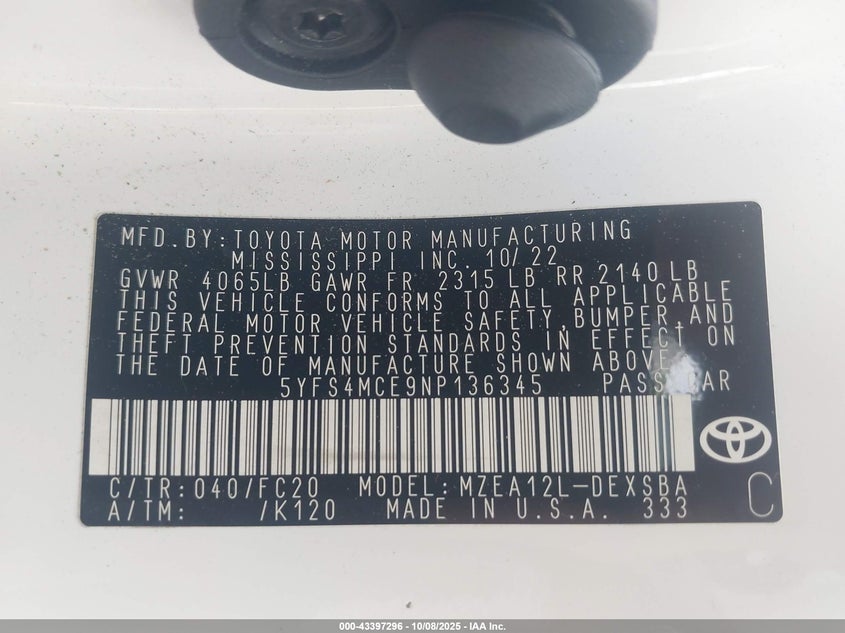 MFD.BY:TOYOTA MOTOR MANUFACTURING
MISSISSIPPI INC. 10/22
GVWR 4065LB GAWR FR 2315 LB RR 2140 LB
THIS VEHICLE CONFORMS TO ALL APPLICABLE
FEDERAL MOTOR VEHICLE SAFETY,BUMPER,AND
THEFT PREVENTION STANDARDS IN EFFECT ON
THE DATE OF MANUFACTURE SHOWN ABOVE.
5YFS4MCE9NP136345 PASS CAR
C/TR:040/FC20 MODEL:MZEA12L-DEXSBA
A/TM: /K120 MADE IN U.S.A. 333 C
000-43397296 - 10/08/2025 - IAA Inc.